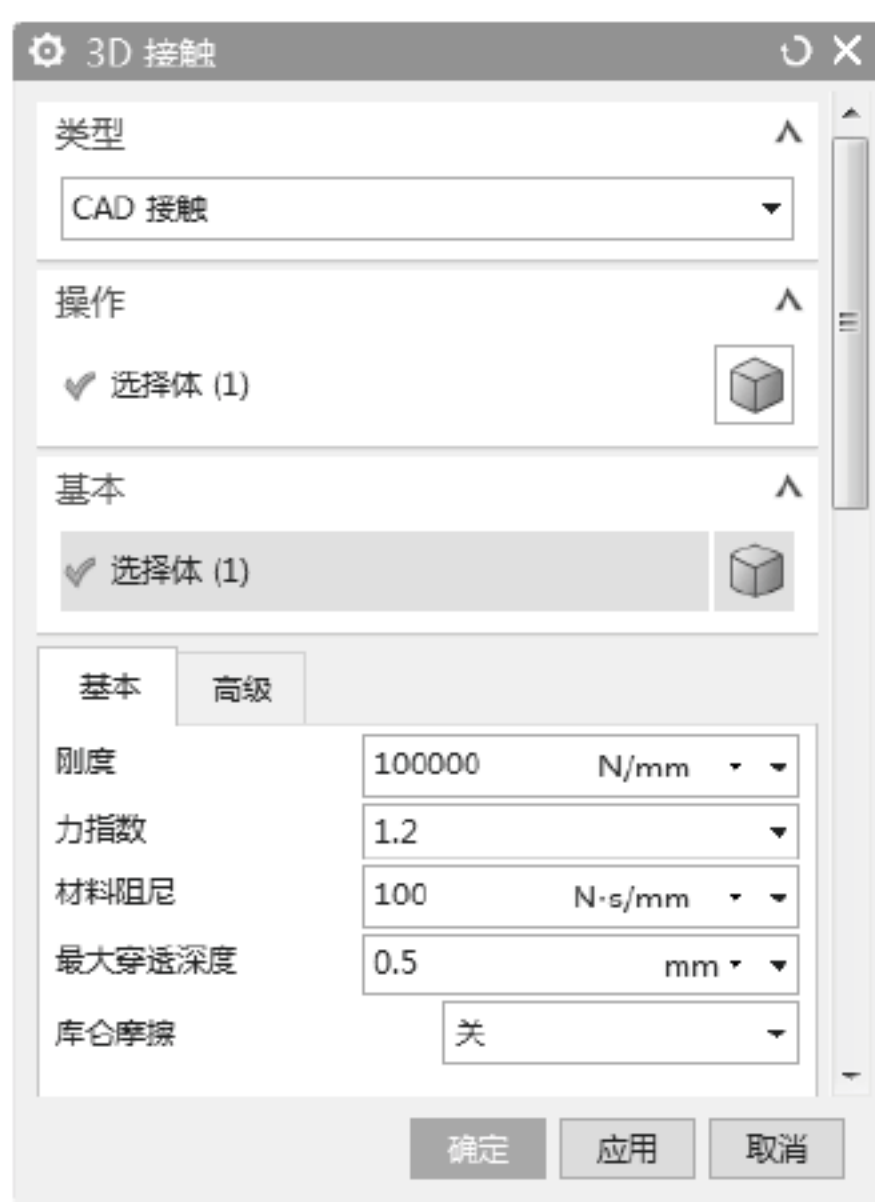 3D 接触
类型
CAD 接触
操作
选择体 (1)
基本
选择体 (1)
基本 高级
刚度 100000 N/mm
力指数 1.2
材料阻尼 100 N·s/mm
最大穿透深度 0.5 mm
库仑摩擦 关
确定 应用 取消